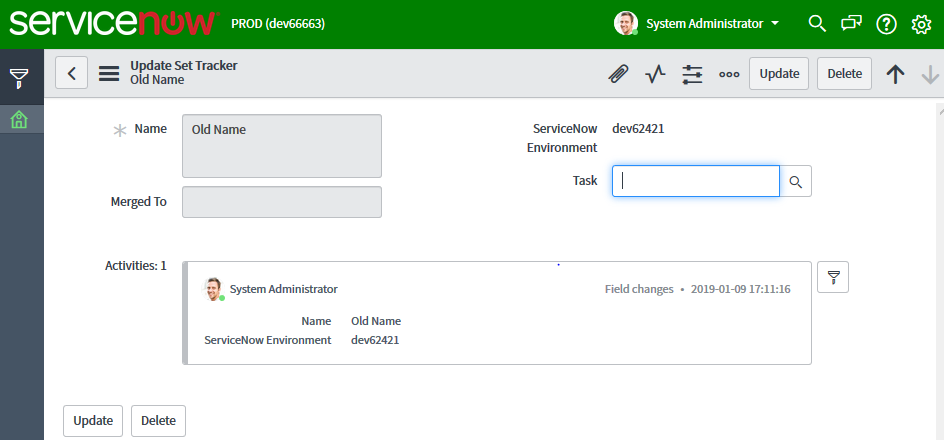 servicenow PROD (dev66663) System Administrator
Update Set Tracker
Old Name
Update Delete
Name Old Name
ServiceNow Environment dev62421
Task
Merged To
Activities: 1
System Administrator Field changes • 2019-01-09 17:11:16
Name Old Name
ServiceNow Environment dev62421
Update Delete